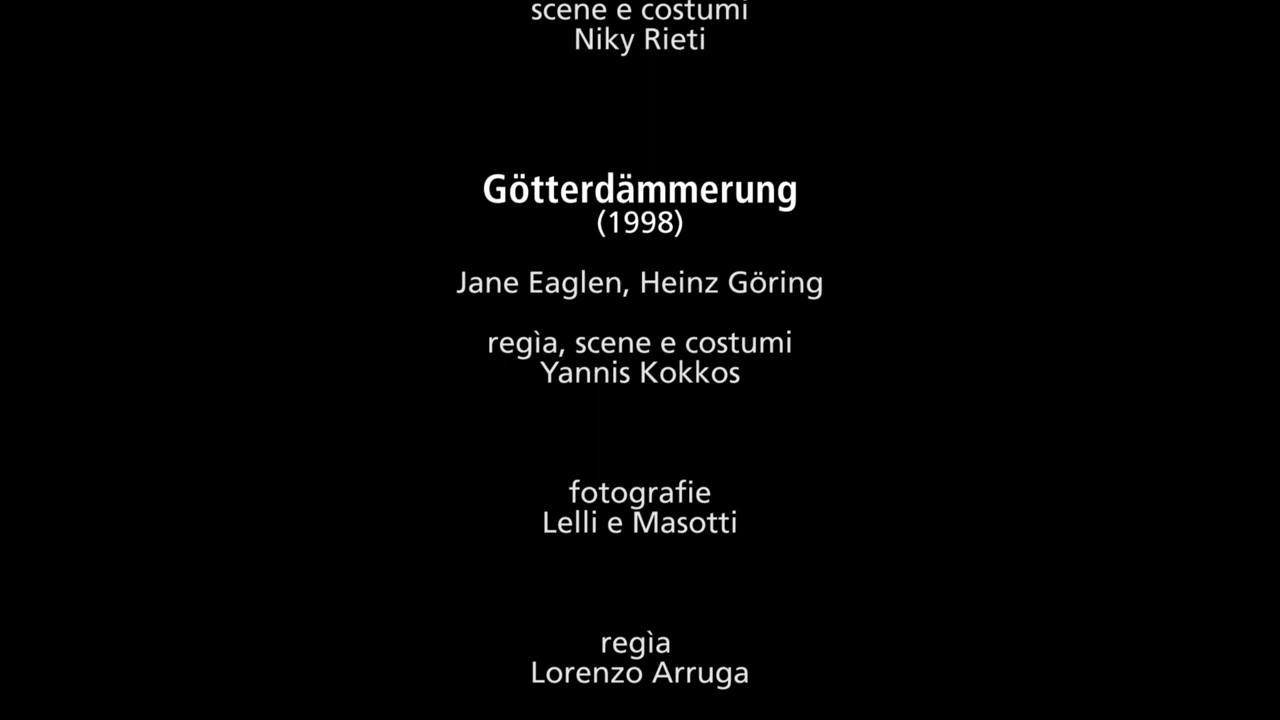 scene e costumi
Niky Rieti
Götterdämmerung
(1998)
Jane Eaglen, Heinz Göring
regìa, scene e costumi
Yannis Kokkos
fotografie
Lelli e Masotti
regìa
Lorenzo Arruga